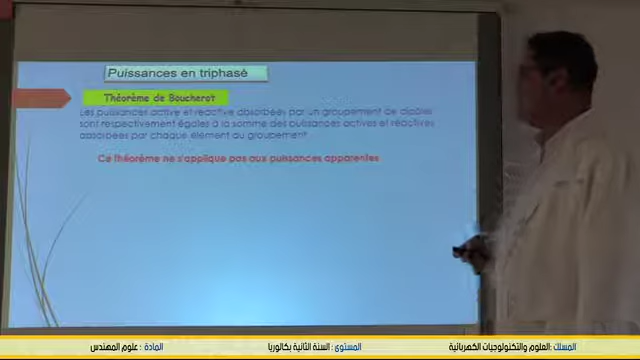 Puissances en triphasé
Théorème de Boucherot
Les puissances active et réactive absorbées par un groupement de dipôles
sont respectivement égales à la somme des puissances actives et réactives
absorbées par chaque élément du groupement
Ce théorème ne s'applique pas aux puissances apparentes
المسلك : العلوم والتكنولوجيات الكهربائية
المستوى : السنة الثانية بكالوريا
المادة : علوم المهندس